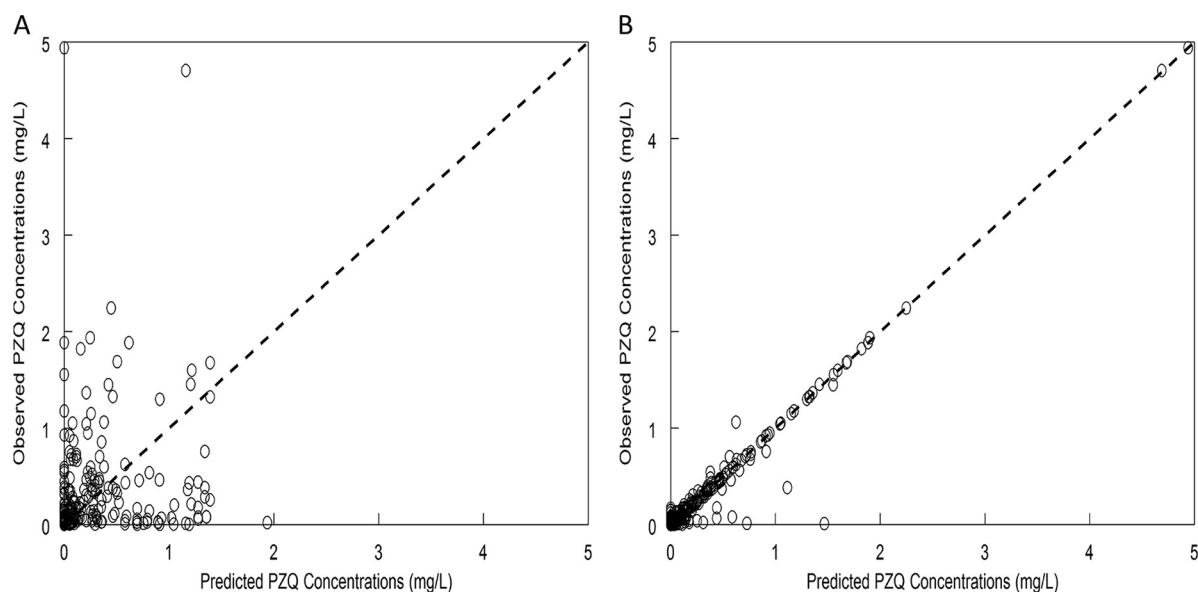 A
5
4
3
2
1
0
Observed PZQ Concentrations (mg/L)
0 1 2 3 4 5
Predicted PZQ Concentrations (mg/L)
B
5
4
3
2
1
0
Observed PZQ Concentrations (mg/L)
0 1 2 3 4 5
Predicted PZQ Concentrations (mg/L)